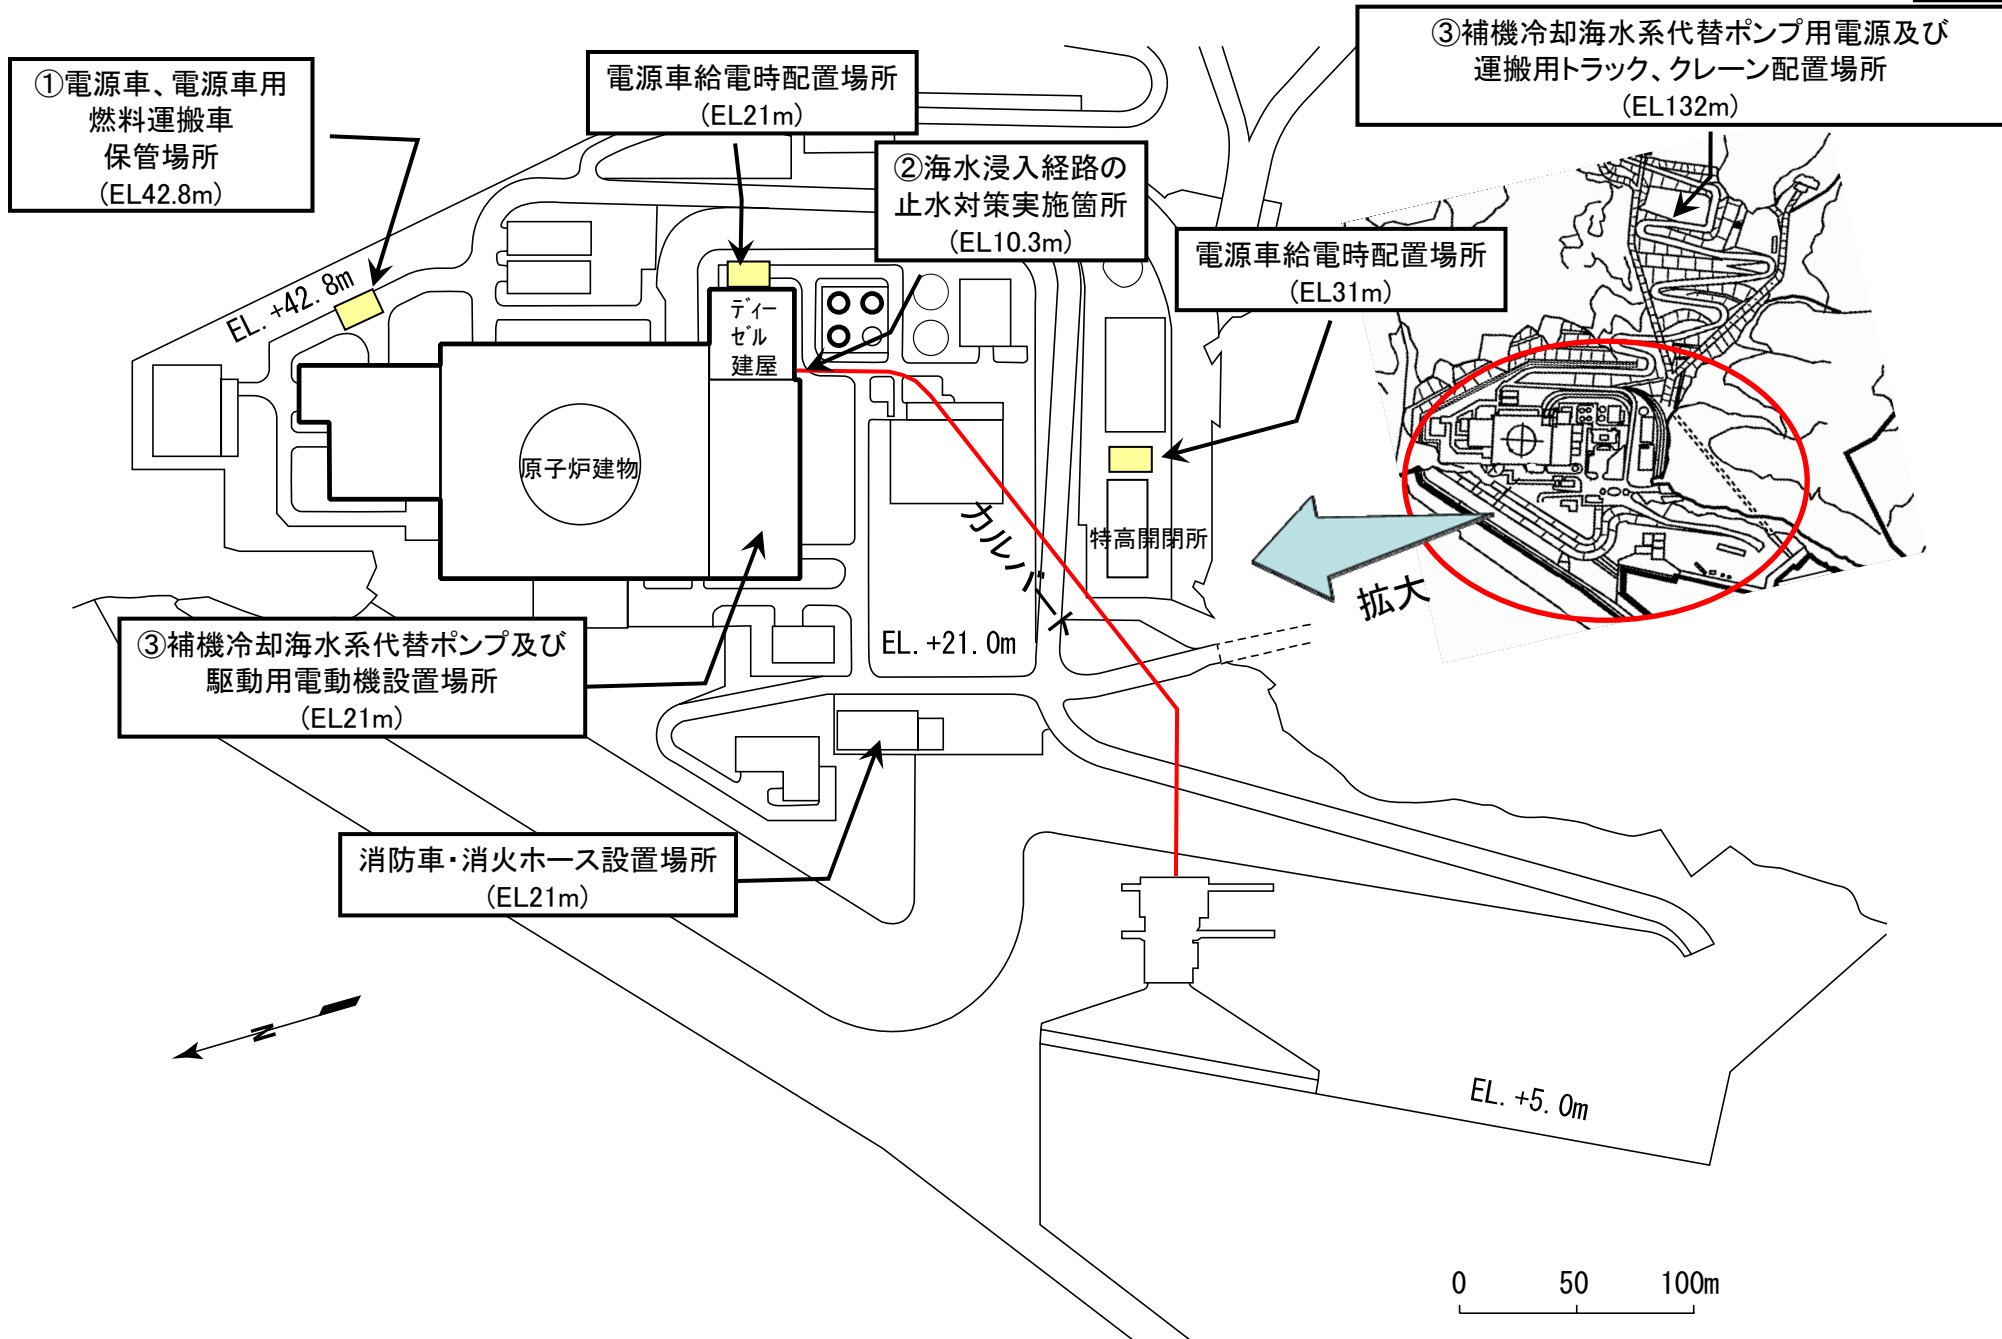 ①電源車、電源車用
燃料運搬車
保管場所
(EL42.8m)
電源車給電時配置場所
(EL21m)
③補機冷却海水系代替ポンプ用電源及び
運搬用トラック、クレーン配置場所
(EL132m)
②海水浸入経路の
止水対策実施箇所
(EL10.3m)
電源車給電時配置場所
(EL31m)
EL. +42. 8m
ディー
ゼル
建屋
原子炉建物
カルバート
特高開閉所
拡大
EL. +21. 0m
③補機冷却海水系代替ポンプ及び
駆動用電動機設置場所
(EL21m)
消防車・消火ホース設置場所
(EL21m)
N
EL. +5. 0m
0 50 100m